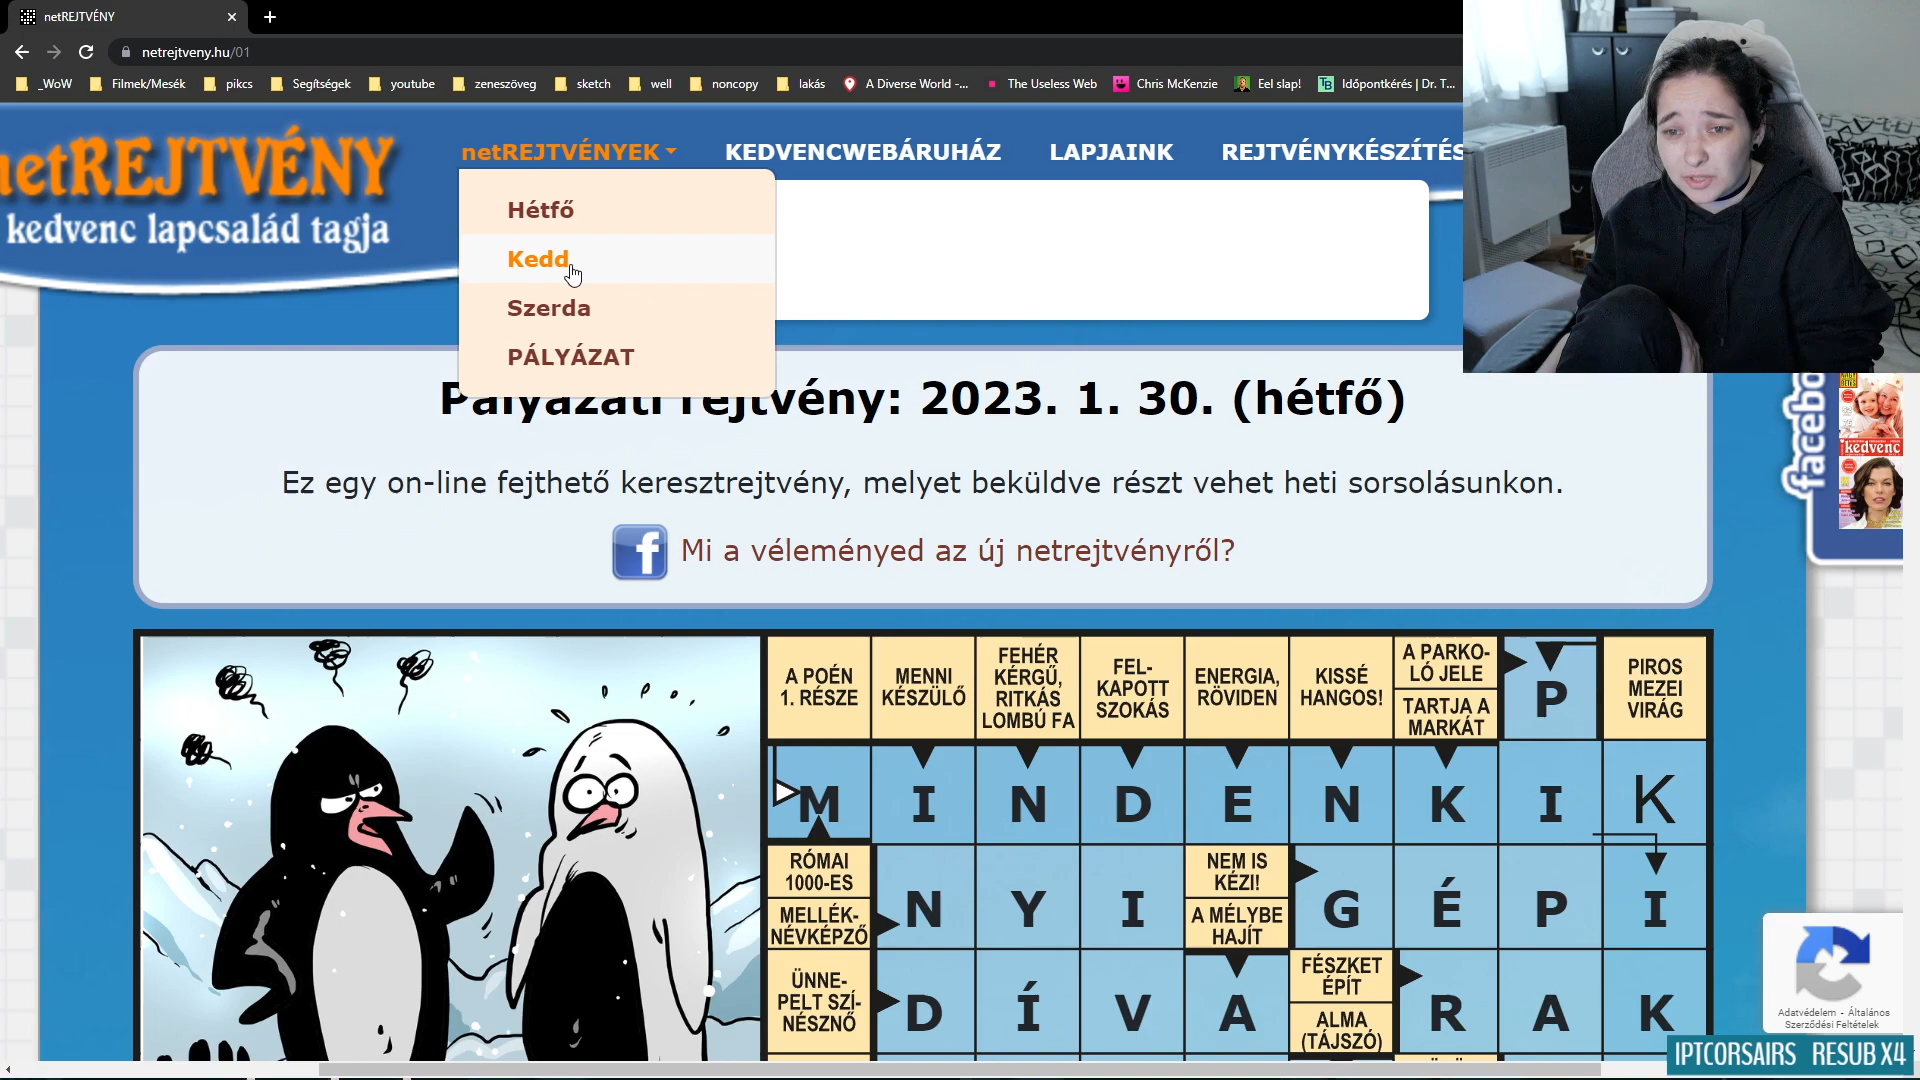 netREJTVÉNY
netrejtveny.hu/01
_WoW Filmek/Mesék pikcs Segítségek youtube zeneszöveg sketch well noncopy lakás A Diverse World -... The Useless Web Chris McKenzie Eel slap! Időpontkérés | Dr. T...
netREJTVÉNY
kedvenc lapcsalád tagja
netREJTVÉNYEK KEDVENCWEBÁRUHÁZ LAPJAINK REJTVÉNYKÉSZÍTÉS
Hétfő
Kedd
Szerda
PÁLYÁZAT
Pályázati rejtvény: 2023. 1. 30. (hétfő)
Ez egy on-line fejthető keresztrejtvény, melyet beküldve részt vehet heti sorsolásunkon.
f Mi a véleményed az új netrejtvényről?
kedvenc
A POÉN
1. RÉSZE
MENNI
KÉSZÜLŐ
FEHÉR
KÉRGŰ,
RITKÁS
LOMBÚ FA
FEL-
KAPOTT
SZOKÁS
ENERGIA,
RÖVIDEN
KISSÉ
HANGOS!
A PARKO-
LÓ JELE
TARTJA A
MARKÁT
P
PIROS
MEZEI
VIRÁG
M I N D E N K I K
RÓMAI
1000-ES
MELLÉK-
NÉVKÉPZŐ
N Y I
NEM IS
KÉZI!
A MÉLYBE
HAJÍT
G É P I
ÜNNE-
PELT SZÍ-
NÉSZNŐ
D Í V A
FÉSZKET
ÉPÍT
ALMA
(TÁJSZÓ)
R A K
Adatvédelem - Általános
Szerződési Feltételek
IPTCORSAIRS RESUB X4